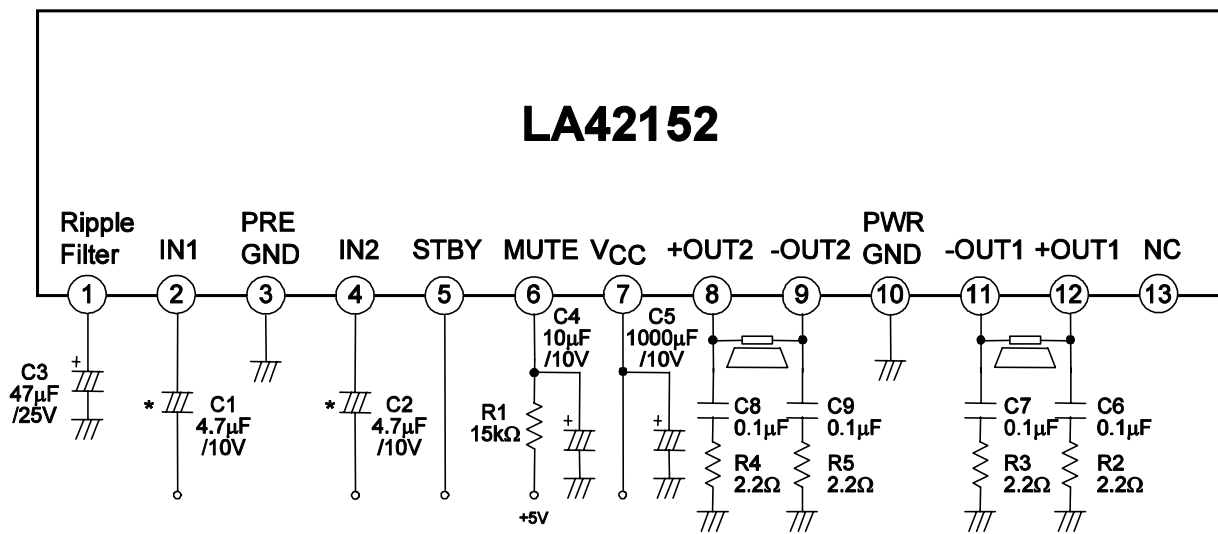 LA42152
Ripple
Filter
IN1
PRE
GND
IN2
STBY
MUTE
VCC
+OUT2
-OUT2
PWR
GND
-OUT1
+OUT1
NC
1
2
3
4
5
6
7
8
9
10
11
12
13
C3
47µF
/25V
+
*
C1
4.7µF
/10V
*
C2
4.7µF
/10V
C4
10µF
/10V
R1
15kΩ
+
+5V
C5
1000µF
/10V
+
C8
0.1µF
R4
2.2Ω
C9
0.1µF
R5
2.2Ω
C7
0.1µF
R3
2.2Ω
C6
0.1µF
R2
2.2Ω